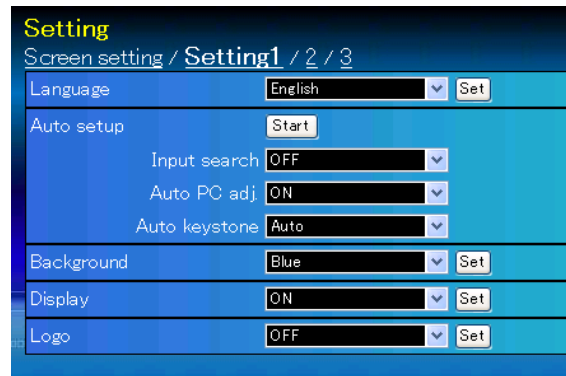 Setting
Screen setting / Setting1 / 2 / 3
Language English Set
Auto setup Start
Input search OFF
Auto PC adj. ON
Auto keystone Auto
Background Blue Set
Display ON Set
Logo OFF Set